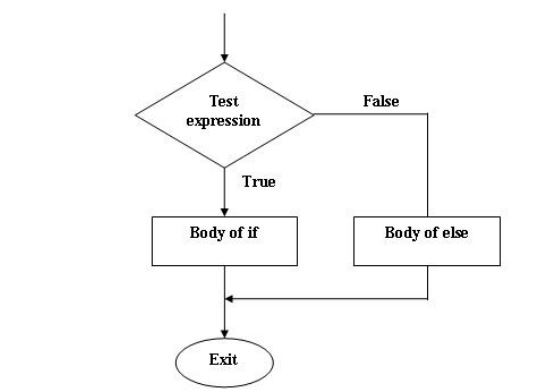 Test
expression
False
True
Body of if
Body of else
Exit